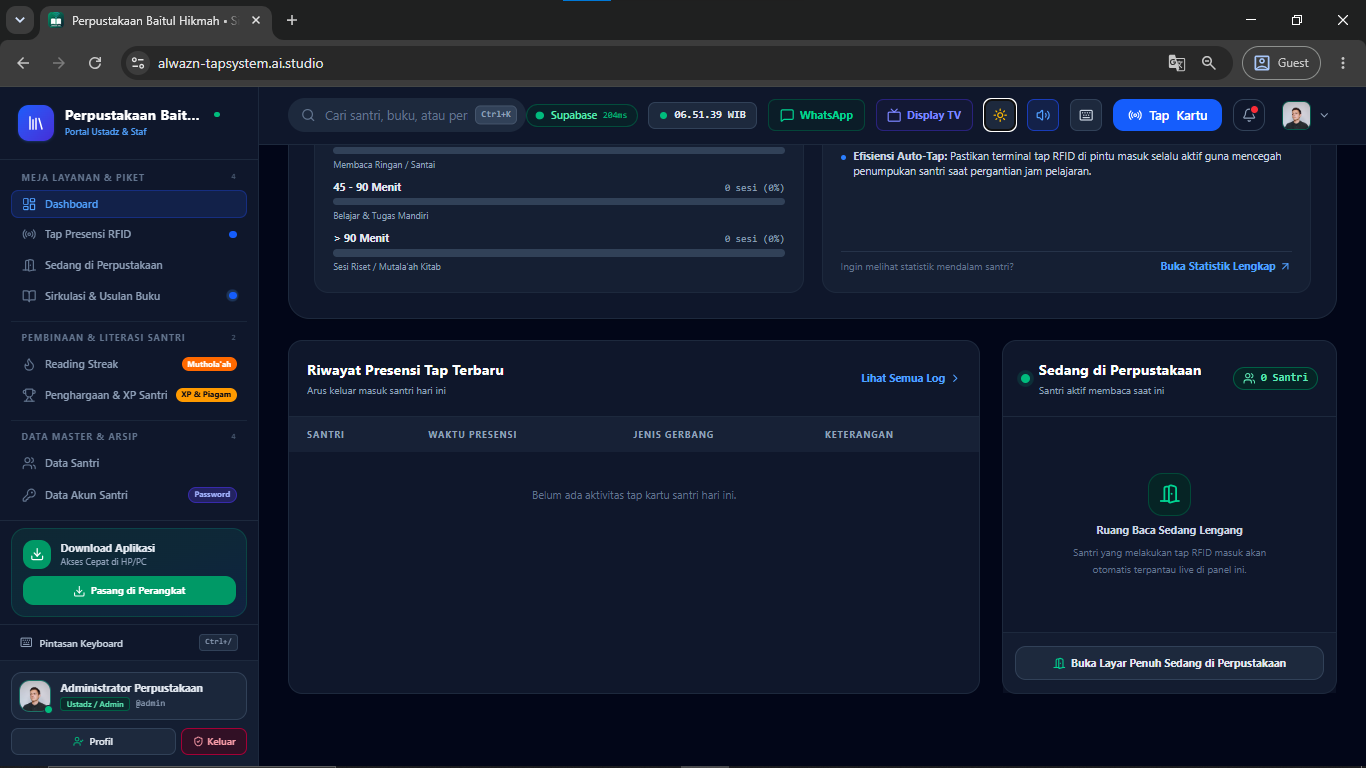 Perpustakaan Baitul Hikmah •
alwazn-tapsystem.ai.studio
Guest
Perpustakaan Bait...
Portal Ustadz & Staf
Cari santri, buku, atau per
Ctrl+K
Supabase 204ms
06.51.39 WIB
WhatsApp
Display TV
Tap Kartu
MEJA LAYANAN & PIKET 4
Dashboard
Tap Presensi RFID
Sedang di Perpustakaan
Sirkulasi & Usulan Buku
PEMBINAAN & LITERASI SANTRI 2
Reading Streak Muthola'ah
Penghargaan & XP Santri XP & Piagam
DATA MASTER & ARSIP 4
Data Santri
Data Akun Santri Password
Download Aplikasi
Akses Cepat di HP/PC
Pasang di Perangkat
Pintasan Keyboard Ctrl+/
Administrator Perpustakaan
Ustadz / Admin @admin
Profil
Keluar
Membaca Ringan / Santai
45 - 90 Menit 0 sesi (0%)
Belajar & Tugas Mandiri
> 90 Menit 0 sesi (0%)
Sesi Riset / Mutala'ah Kitab
• Efisiensi Auto-Tap: Pastikan terminal tap RFID di pintu masuk selalu aktif guna mencegah
penumpukan santri saat pergantian jam pelajaran.
Ingin melihat statistik mendalam santri?
Buka Statistik Lengkap
Riwayat Presensi Tap Terbaru
Arus keluar masuk santri hari ini
Lihat Semua Log
SANTRI WAKTU PRESENSI JENIS GERBANG KETERANGAN
Belum ada aktivitas tap kartu santri hari ini.
Sedang di Perpustakaan
Santri aktif membaca saat ini
0 Santri
Ruang Baca Sedang Lengang
Santri yang melakukan tap RFID masuk akan
otomatis terpantau live di panel ini.
Buka Layar Penuh Sedang di Perpustakaan